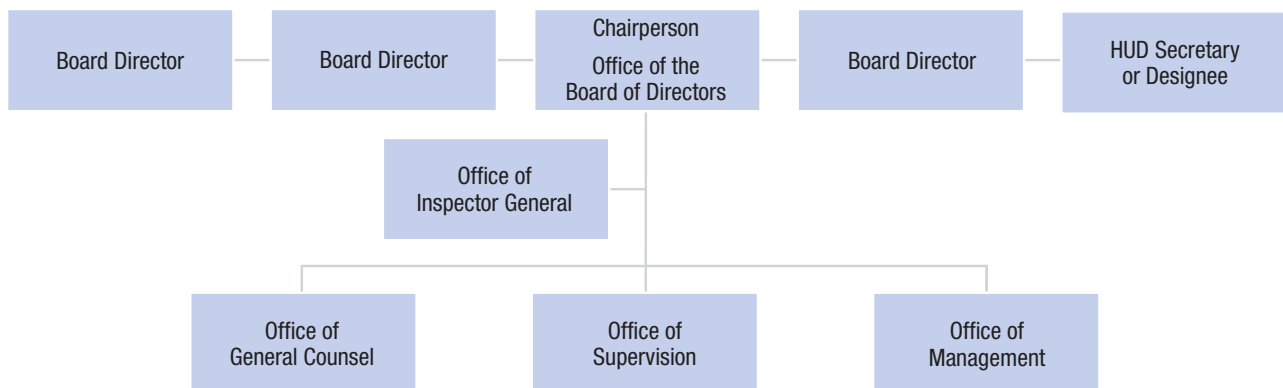 Board Director
Board Director
Chairperson
Office of the
Board of Directors
Board Director
HUD Secretary
or Designee
Office of
Inspector General
Office of
General Counsel
Office of
Supervision
Office of
Management